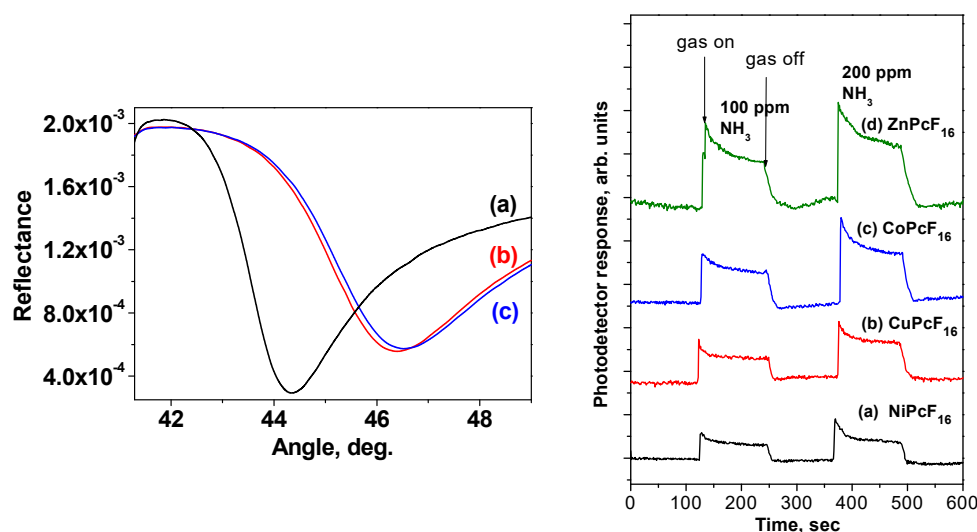 Reflectance
2.0x10-3
1.6x10-3
1.2x10-3
8.0x10-4
4.0x10-4
(a)
(b)
(c)
42 44 46 48
Angle, deg.
Photodetector response, arb. units
gas on
gas off
100 ppm
NH3
200 ppm
NH3
(d) ZnPcF16
(c) CoPcF16
(b) CuPcF16
(a) NiPcF16
0 100 200 300 400 500 600
Time, sec